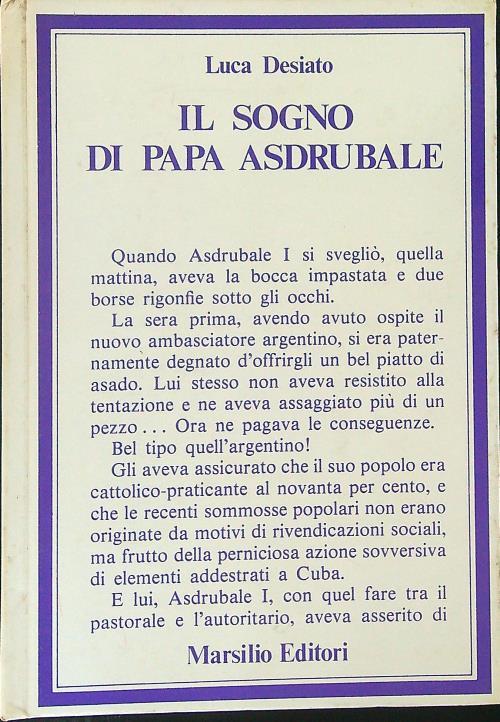 Luca Desiato
IL SOGNO
DI PAPA ASDRUBALE
Quando Asdrubale I si svegliò, quella
mattina, aveva la bocca impastata e due
borse rigonfie sotto gli occhi.
La sera prima, avendo avuto ospite il
nuovo ambasciatore argentino, si era pater-
namente degnato d'offrirgli un bel piatto di
asado. Lui stesso non aveva resistito alla
tentazione e ne aveva assaggiato più di un
pezzo... Ora ne pagava le conseguenze.
Bel tipo quell'argentino!
Gli aveva assicurato che il suo popolo era
cattolico-praticante al novanta per cento, e
che le recenti sommosse popolari non erano
originate da motivi di rivendicazioni sociali,
ma frutto della perniciosa azione sovversiva
di elementi addestrati a Cuba.
E lui, Asdrubale I, con quel fare tra il
pastorale e l'autoritario, aveva asserito di
Marsilio Editori